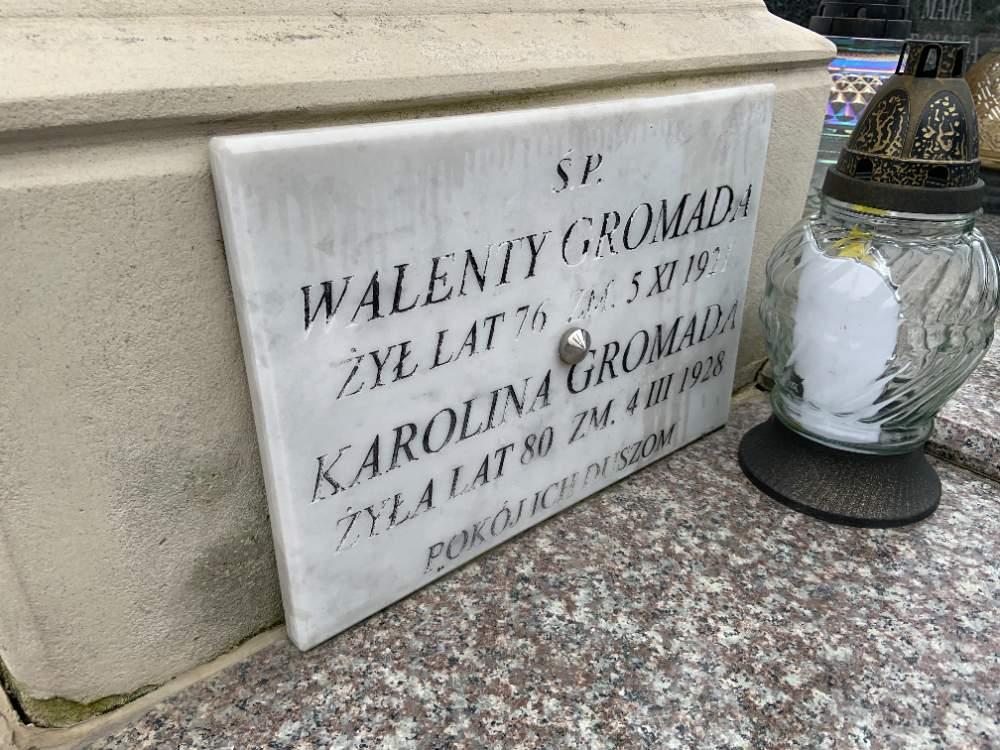 Ś.P.
WALENTY GROMADA
ŻYŁ LAT 76 ZM. 5 XI
KAROLINA GROMADA
ŻYŁA LAT 80 ZM. 4 III 1928
POKÓJ ICH DUSZOM
MARIA